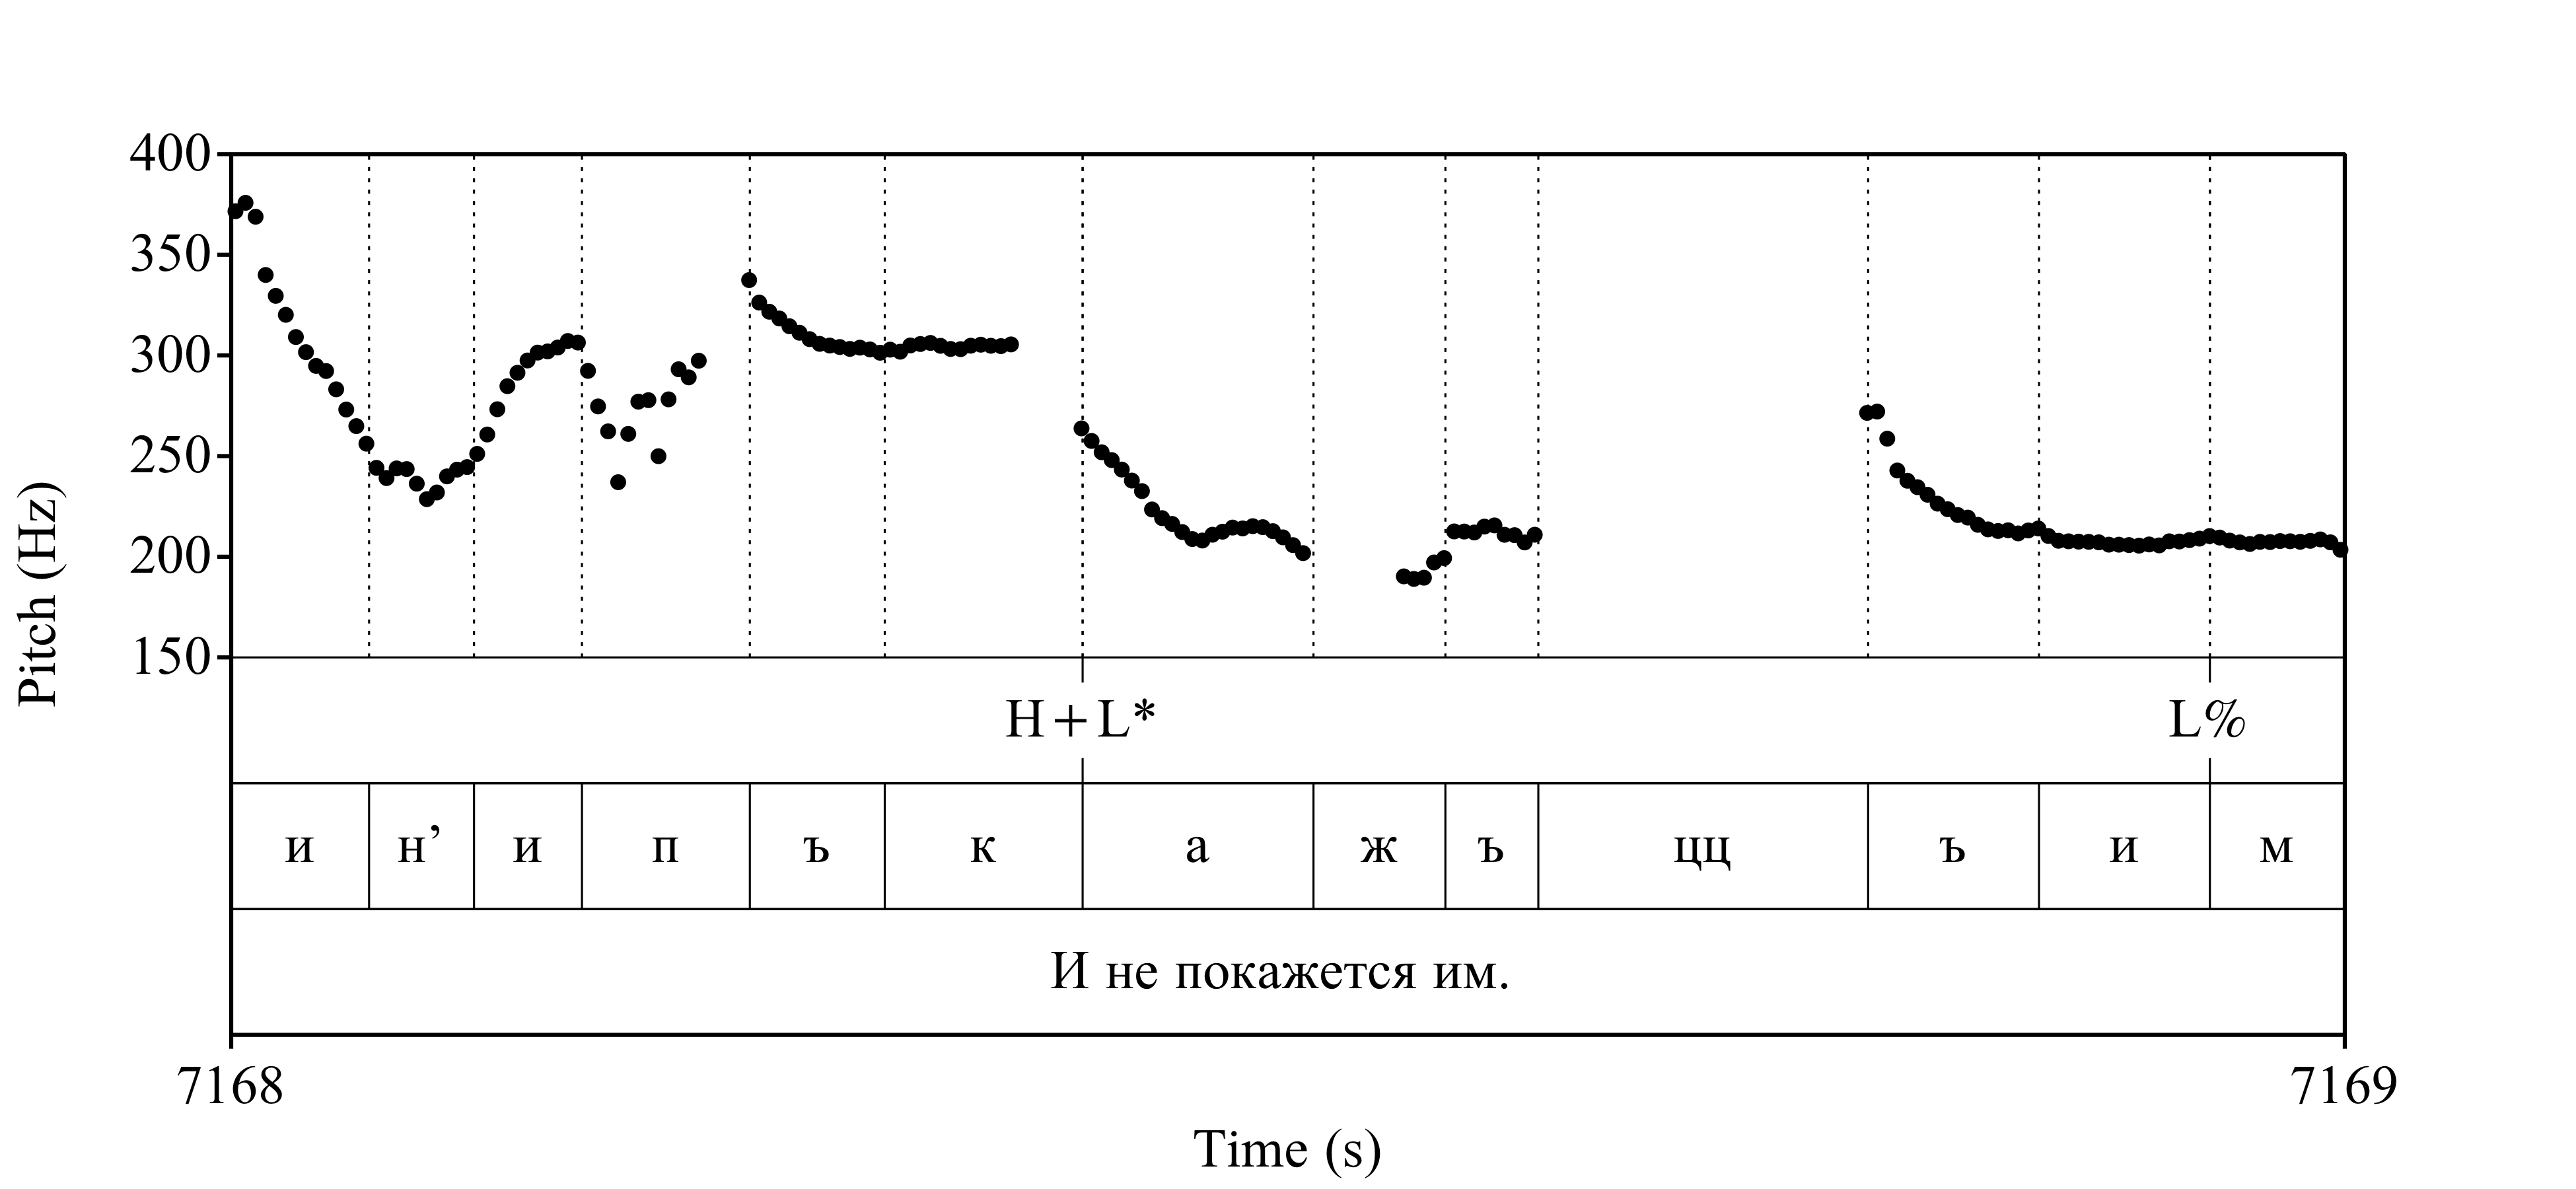 400
350
300
250
200
150
Pitch (Hz)
H+L* L%
и н’ и п ъ к а ж ъ цц ъ и м
И не покажется им.
7168 7169
Time (s)